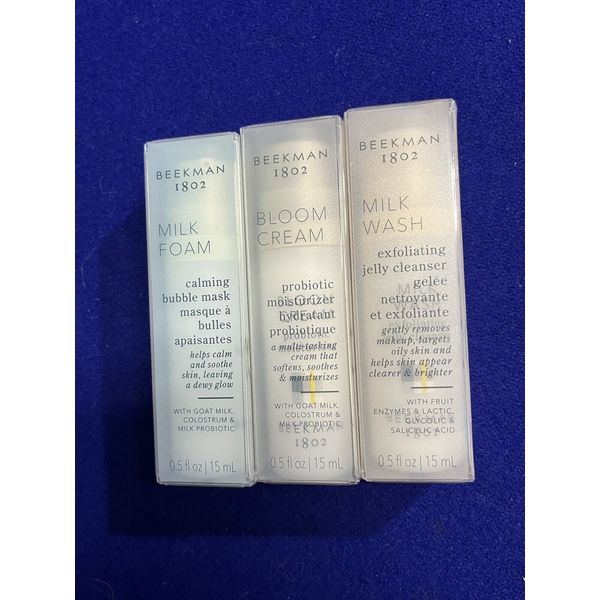 BEEKMAN
1802
MILK
FOAM
calming
bubble mask
masque à
bulles
apaisantes
helps calm
and soothe
skin, leaving
a dewy glow
WITH GOAT MILK,
COLOSTRUM &
MILK PROBIOTIC
0.5 fl oz | 15 mL
BEEKMAN
1802
BLOOM
CREAM
probiotic
moisturizer
hydratant
probiotique
a multi-tasking
cream that
softens, soothes
& moisturizes
WITH GOAT MILK,
COLOSTRUM &
MILK PROBIOTIC
BEEKMAN
1802
0.5 fl oz | 15 mL
BEEKMAN
1802
MILK
WASH
exfoliating
jelly cleanser
gelée
nettoyante
et exfoliante
gently removes
makeup, targets
oily skin and
helps skin appear
clearer & brighter
WITH FRUIT
ENZYMES & LACTIC,
GLYCOLIC &
SALICYLIC ACID
1802
0.5 fl oz | 15 mL